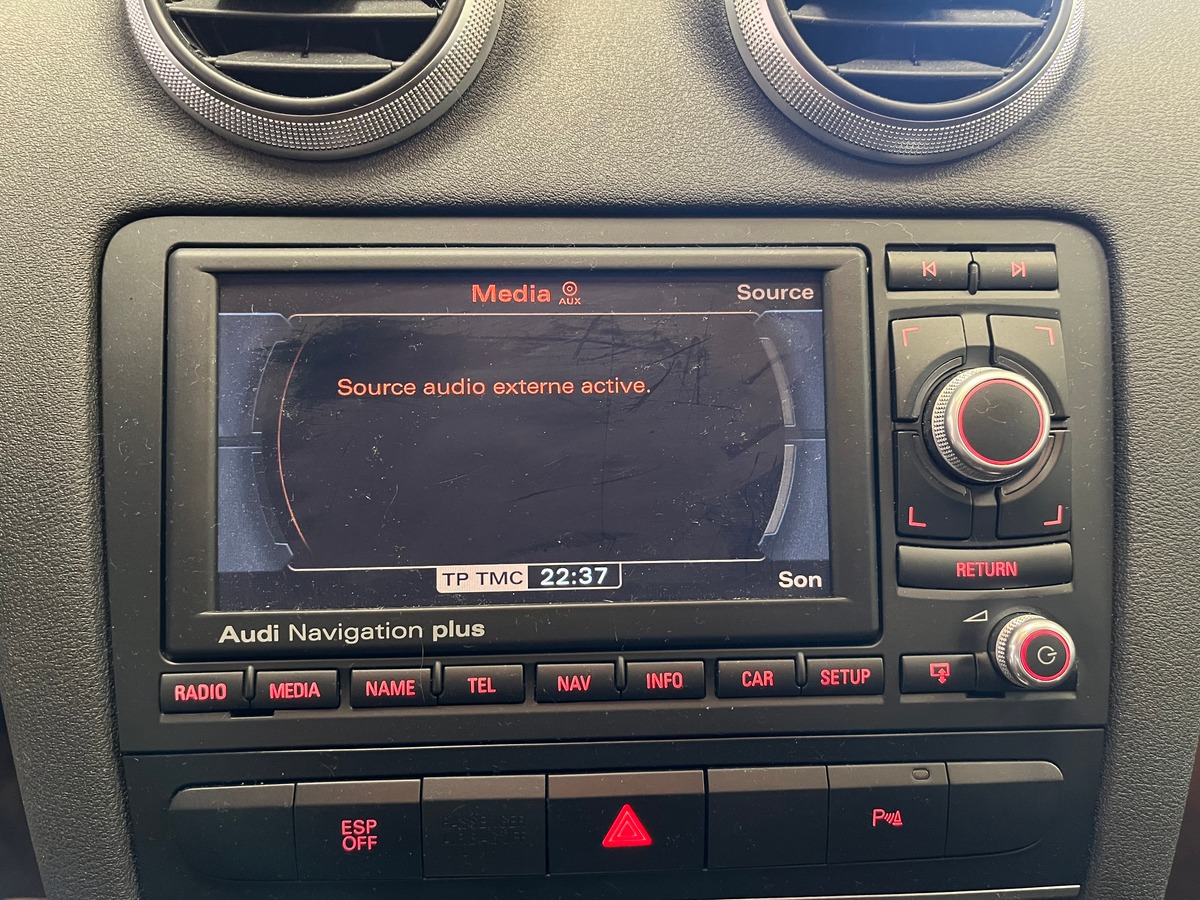 Media AUX
Source
Source audio externe active.
TP TMC 22:37
Son
Audi Navigation plus
RETURN
RADIO MEDIA NAME TEL NAV INFO CAR SETUP
ESP
OFF
P